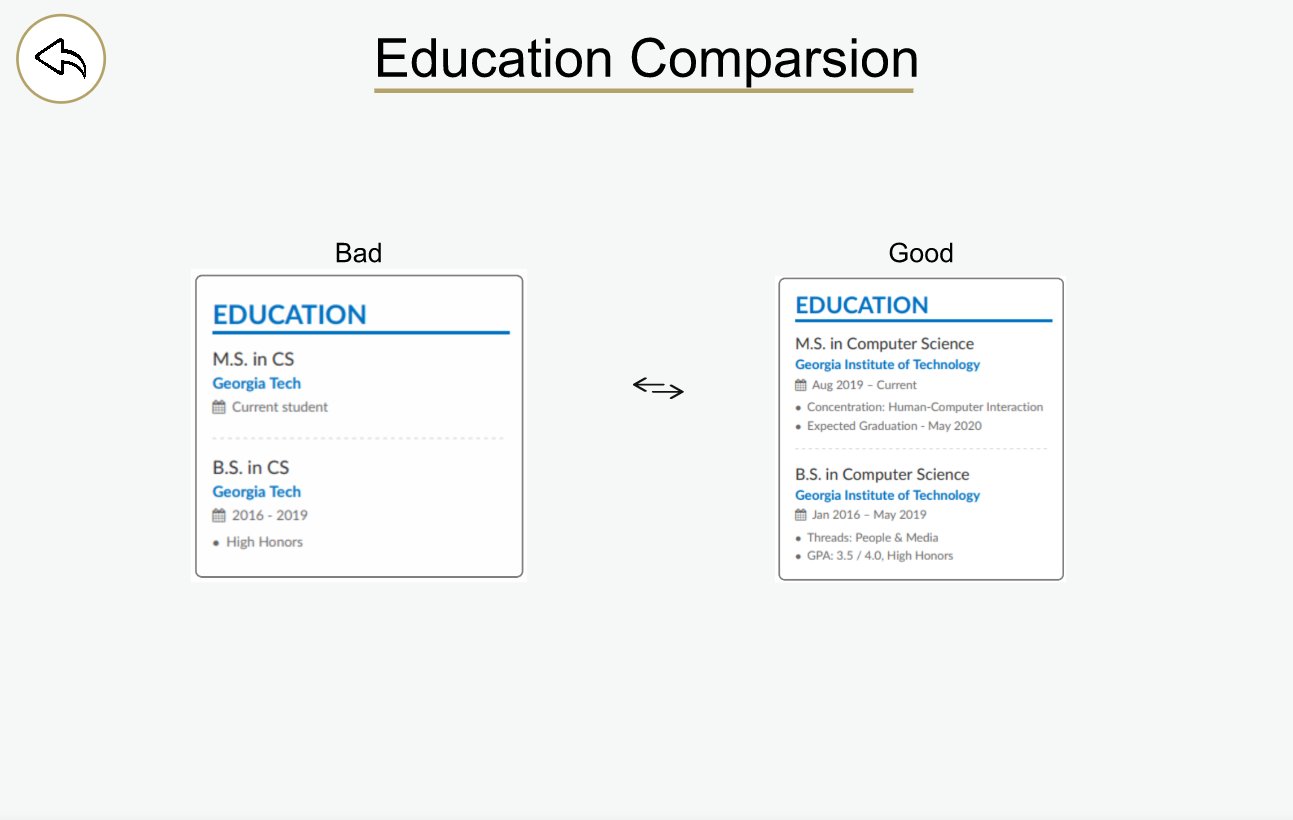 Education Comparsion
Bad
EDUCATION
M.S. in CS
Georgia Tech
Current student
B.S. in CS
Georgia Tech
2016 - 2019
• High Honors
Good
EDUCATION
M.S. in Computer Science
Georgia Institute of Technology
Aug 2019 – Current
• Concentration: Human-Computer Interaction
• Expected Graduation - May 2020
B.S. in Computer Science
Georgia Institute of Technology
Jan 2016 – May 2019
• Threads: People & Media
• GPA: 3.5 / 4.0, High Honors